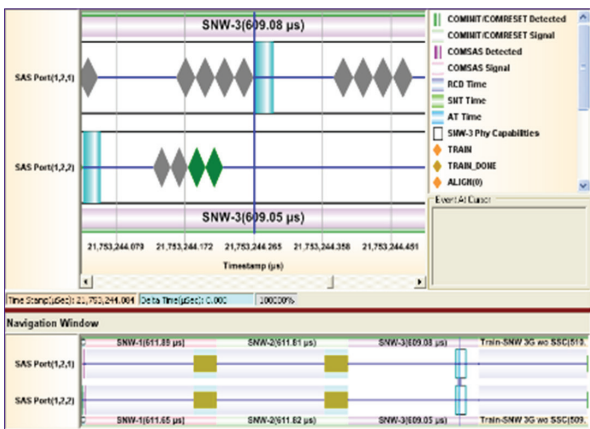 SNW-3(609.08 µs)
SAS Port(1,2,1)
SAS Port(1,2,2)
SNW-3(609.05 µs)
21,753,244.079 21,753,244.172 21,753,244.265 21,753,244.358 21,753,244.451
Timestamp (µs)
COMINIT/COMRESET Detected
COMINIT/COMRESET Signal
COMSAS Detected
COMSAS Signal
RCD Time
SNT Time
AT Time
SNW-3 Phy Capabilities
TRAIN
TRAIN_DONE
ALIGN(0)
Event At Cursor
Time Stamp(µSec): 21,753,244.084 Delta Time(µSec): 0.000 100000%
Navigation Window
SNW-1(611.89 µs) SNW-2(611.81 µs) SNW-3(609.08 µs) Train-SNW 3G wo SSC(510.
SAS Port(1,2,1)
SAS Port(1,2,2)
SNW-1(611.65 µs) SNW-2(611.82 µs) SNW-3(609.05 µs) Train-SNW 3G wo SSC(509.